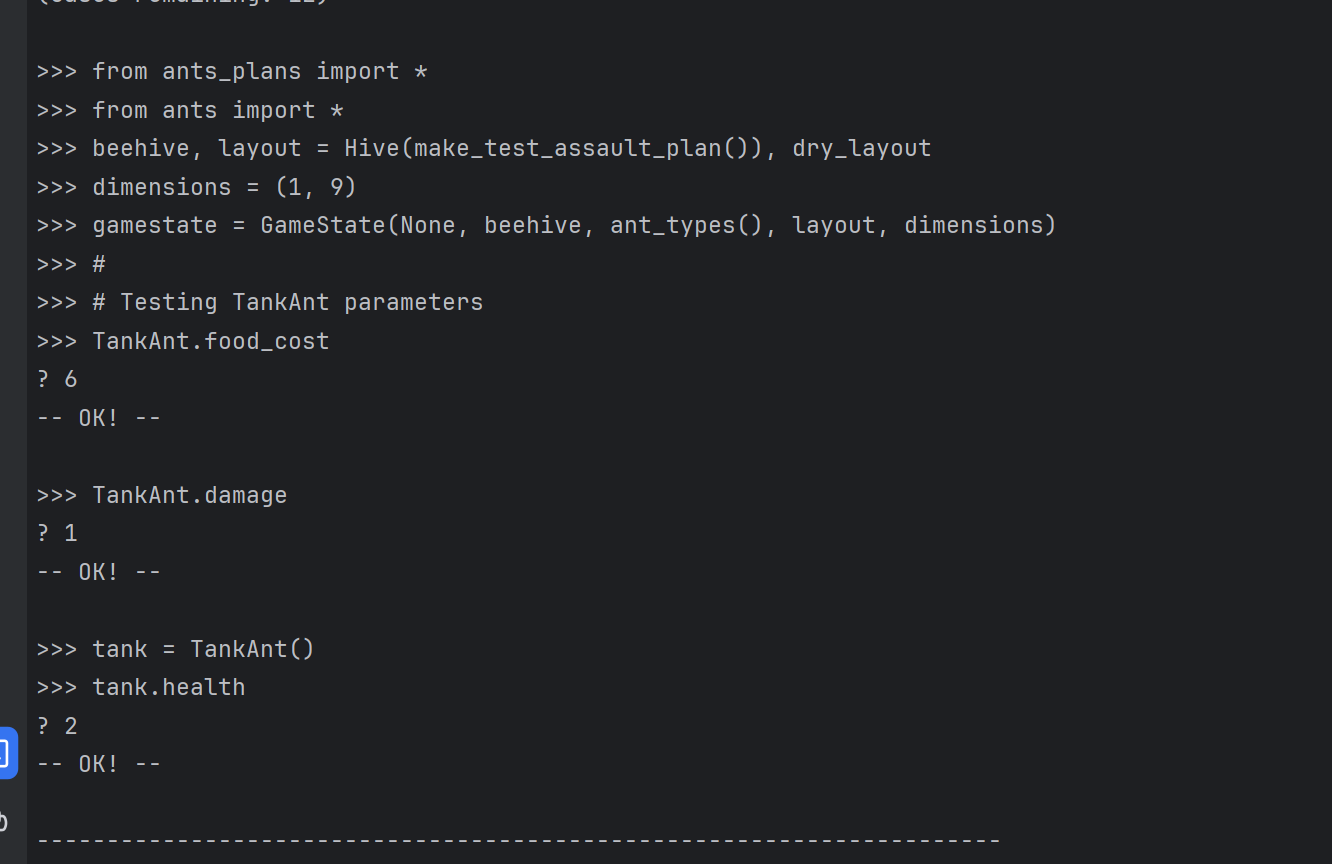 >>> from ants_plans import *
>>> from ants import *
>>> beehive, layout = Hive(make_test_assault_plan()), dry_layout
>>> dimensions = (1, 9)
>>> gamestate = GameState(None, beehive, ant_types(), layout, dimensions)
>>> #
>>> # Testing TankAnt parameters
>>> TankAnt.food_cost
? 6
-- OK! --
>>> TankAnt.damage
? 1
-- OK! --
>>> tank = TankAnt()
>>> tank.health
? 2
-- OK! --
---------------------------------------------------------------------